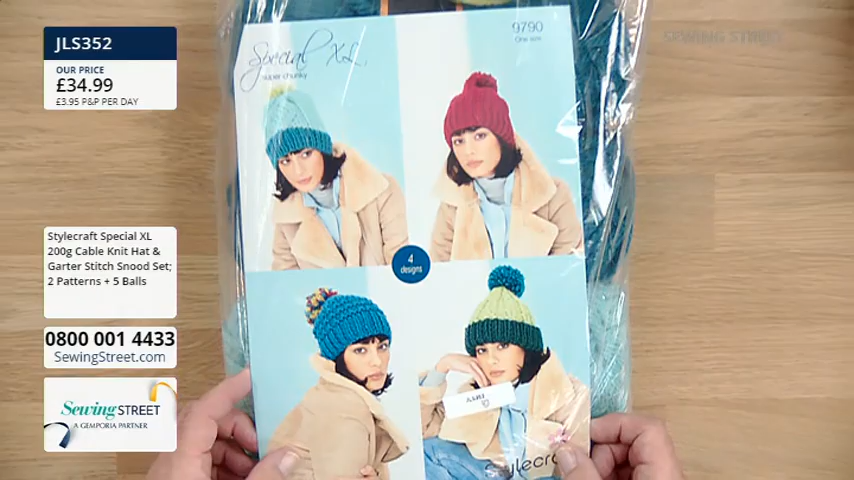 JLS352
OUR PRICE
£34.99
£3.95 P&P PER DAY
Stylecraft Special XL
200g Cable Knit Hat &
Garter Stitch Snood Set;
2 Patterns + 5 Balls
0800 001 4433
SewingStreet.com
Sewing STREET
A GEMPORIA PARTNER
SEWING STREET
Special XL
super chunky
9790
One size
4
designs